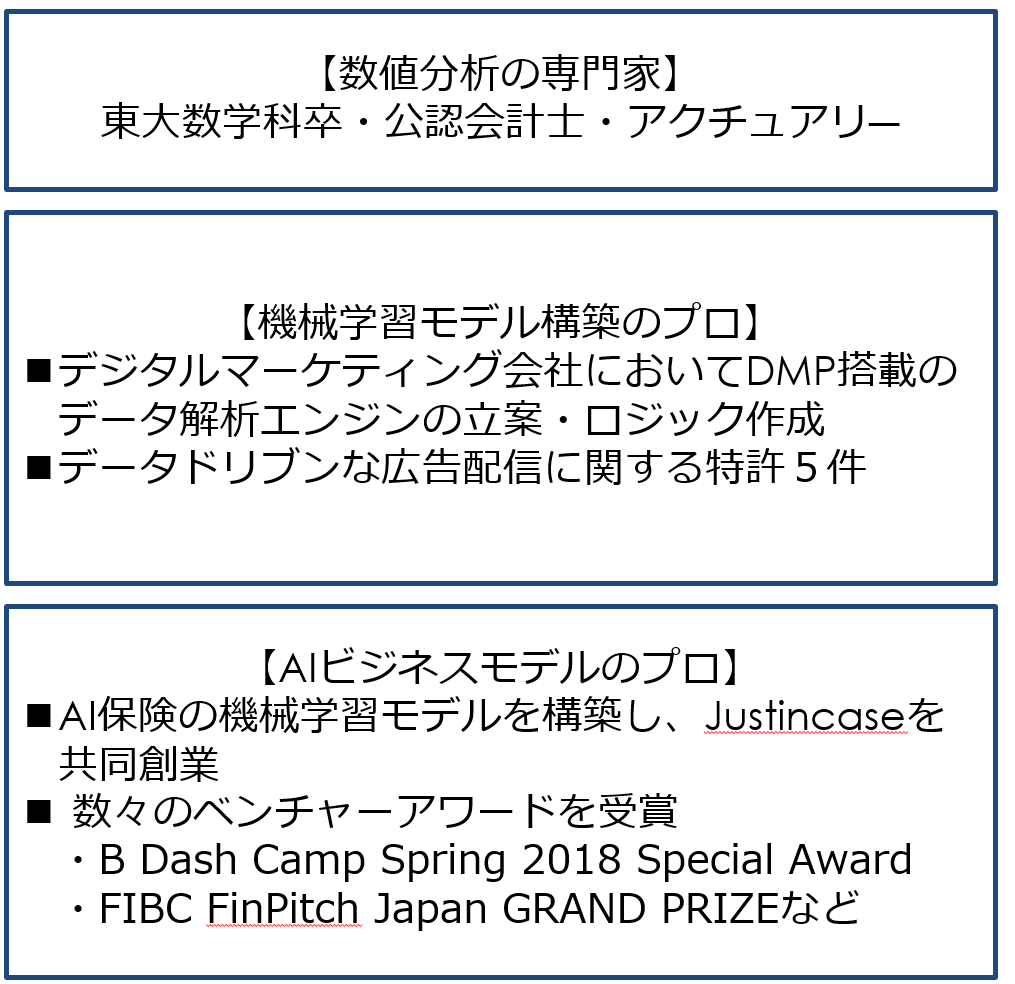 【数値分析の専門家】
東大数学科卒・公認会計士・アクチュアリー
【機械学習モデル構築のプロ】
■デジタルマーケティング会社においてDMP搭載の
データ解析エンジンの立案・ロジック作成
■データドリブンな広告配信に関する特許５件
【AIビジネスモデルのプロ】
■AI保険の機械学習モデルを構築し、Justincaseを
共同創業
■ 数々のベンチャーアワードを受賞
・B Dash Camp Spring 2018 Special Award
・FIBC FinPitch Japan GRAND PRIZEなど